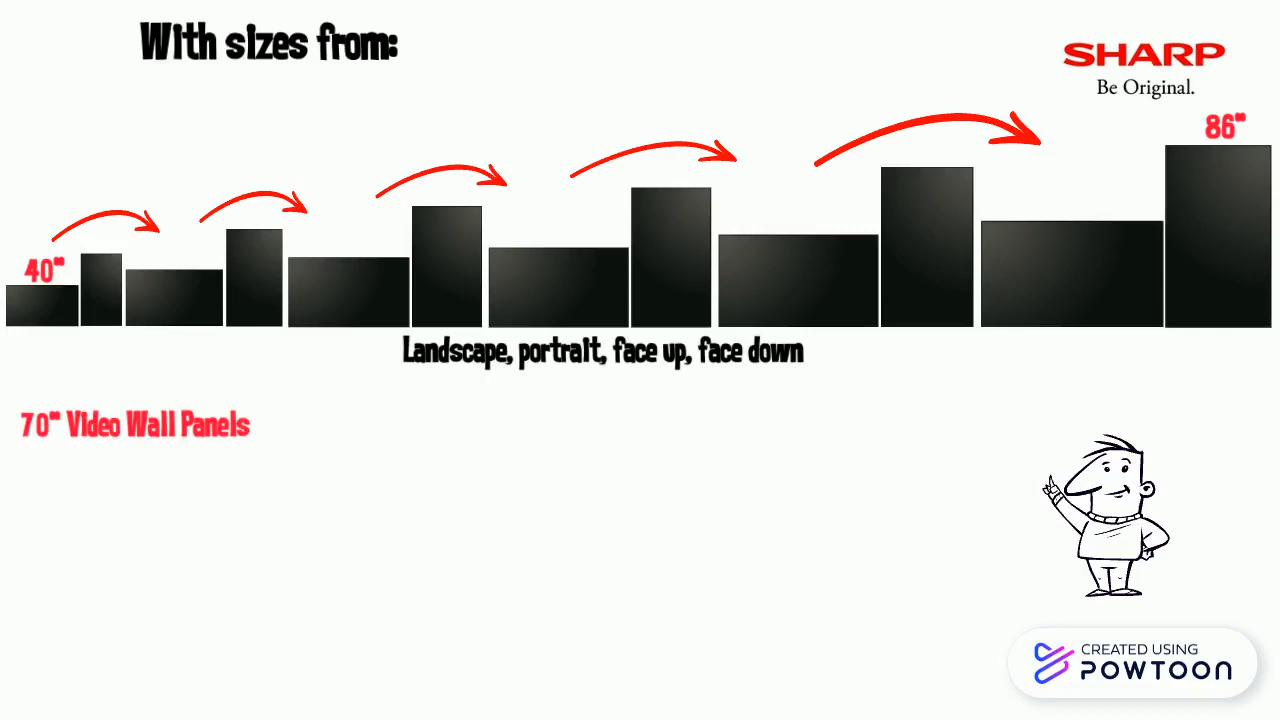 With sizes from:
SHARP
Be Original.
86"
40"
Landscape, portrait, face up, face down
70" Video Wall Panels
CREATED USING
POWTOON